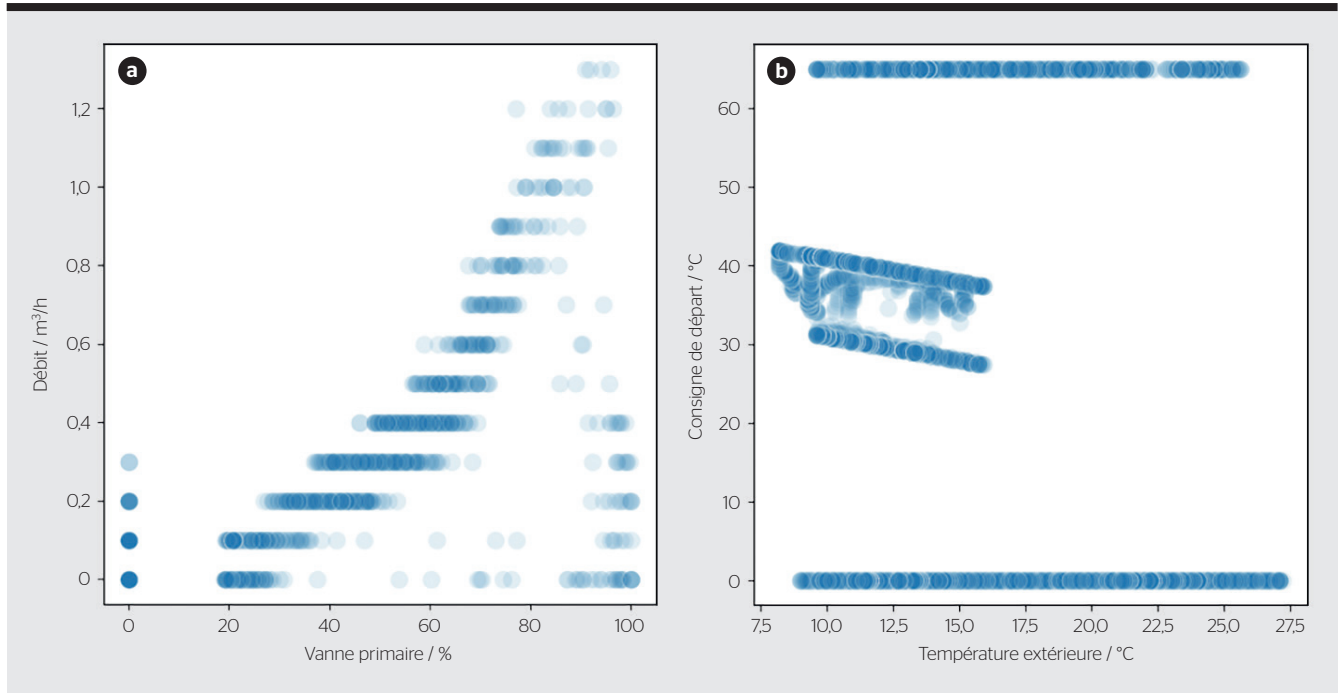 a
1,2
1,0
0,8
0,6
0,4
0,2
0
Débit / m³/h
0 20 40 60 80 100
Vanne primaire / %
b
60
50
40
30
20
10
0
Consigne de départ / °C
7,5 10,0 12,5 15,0 17,5 20,0 22,5 25,0 27,5
Température extérieure / °C